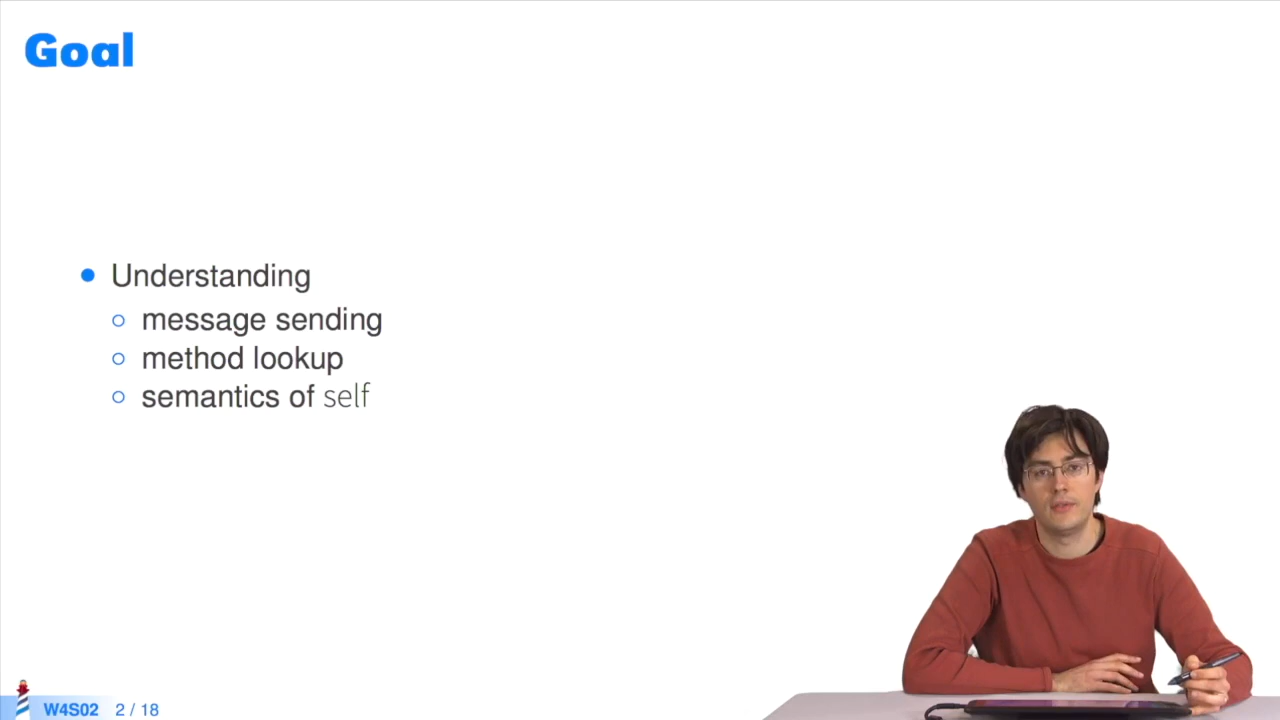 Goal
Understanding
message sending
method lookup
semantics of self
W4S02 2 / 18